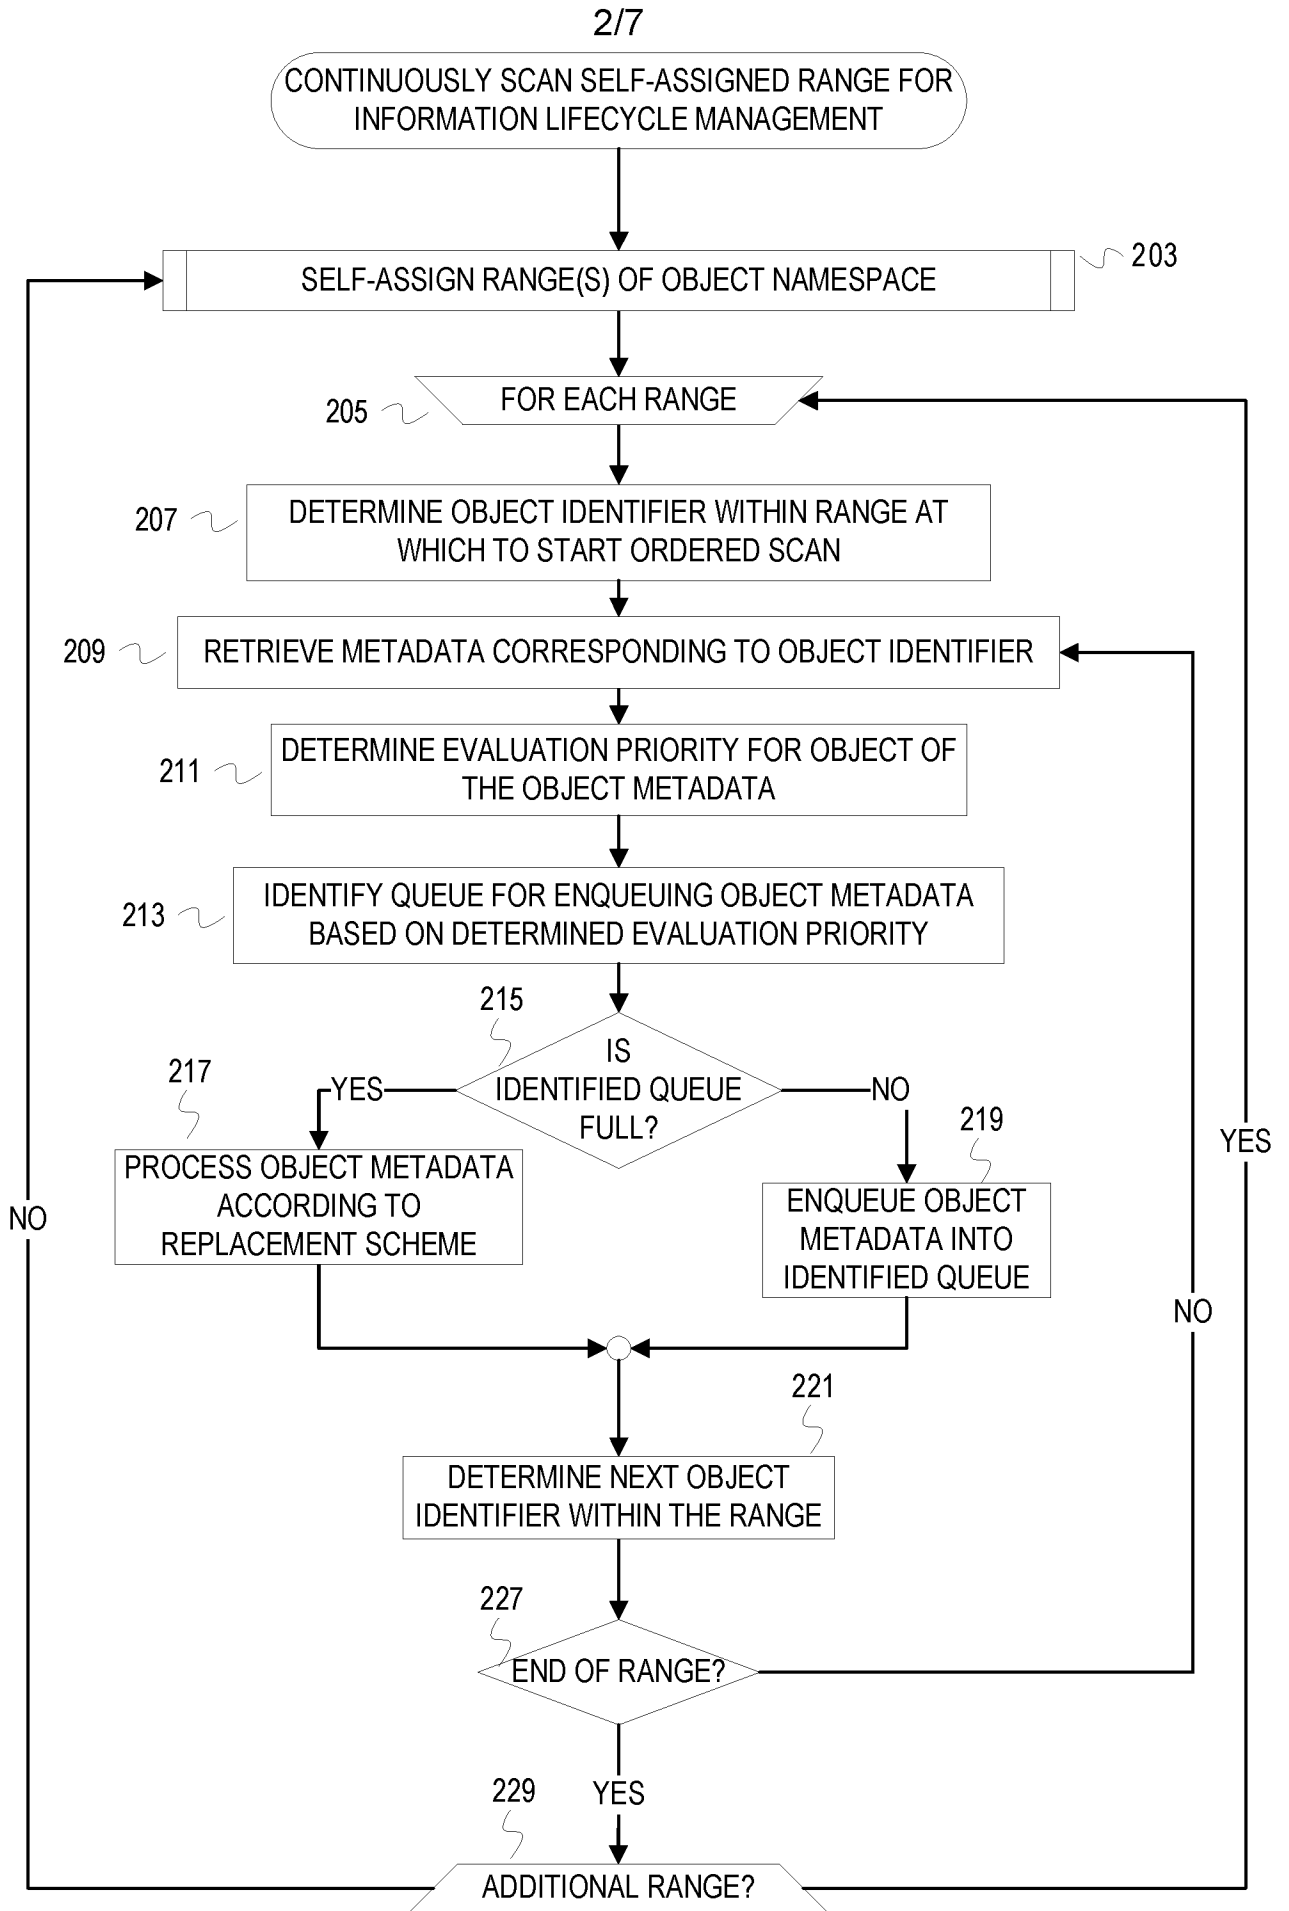 2/7
CONTINUOUSLY SCAN SELF-ASSIGNED RANGE FOR
INFORMATION LIFECYCLE MANAGEMENT
203
SELF-ASSIGN RANGE(S) OF OBJECT NAMESPACE
FOR EACH RANGE
205
DETERMINE OBJECT IDENTIFIER WITHIN RANGE AT
WHICH TO START ORDERED SCAN
207
RETRIEVE METADATA CORRESPONDING TO OBJECT IDENTIFIER
209
DETERMINE EVALUATION PRIORITY FOR OBJECT OF
THE OBJECT METADATA
211
IDENTIFY QUEUE FOR ENQUEUING OBJECT METADATA
BASED ON DETERMINED EVALUATION PRIORITY
213
215
IS
IDENTIFIED QUEUE
FULL?
YES
NO
217
PROCESS OBJECT METADATA
ACCORDING TO
REPLACEMENT SCHEME
219
ENQUEUE OBJECT
METADATA INTO
IDENTIFIED QUEUE
YES
NO
NO
221
DETERMINE NEXT OBJECT
IDENTIFIER WITHIN THE RANGE
227
END OF RANGE?
YES
229
ADDITIONAL RANGE?